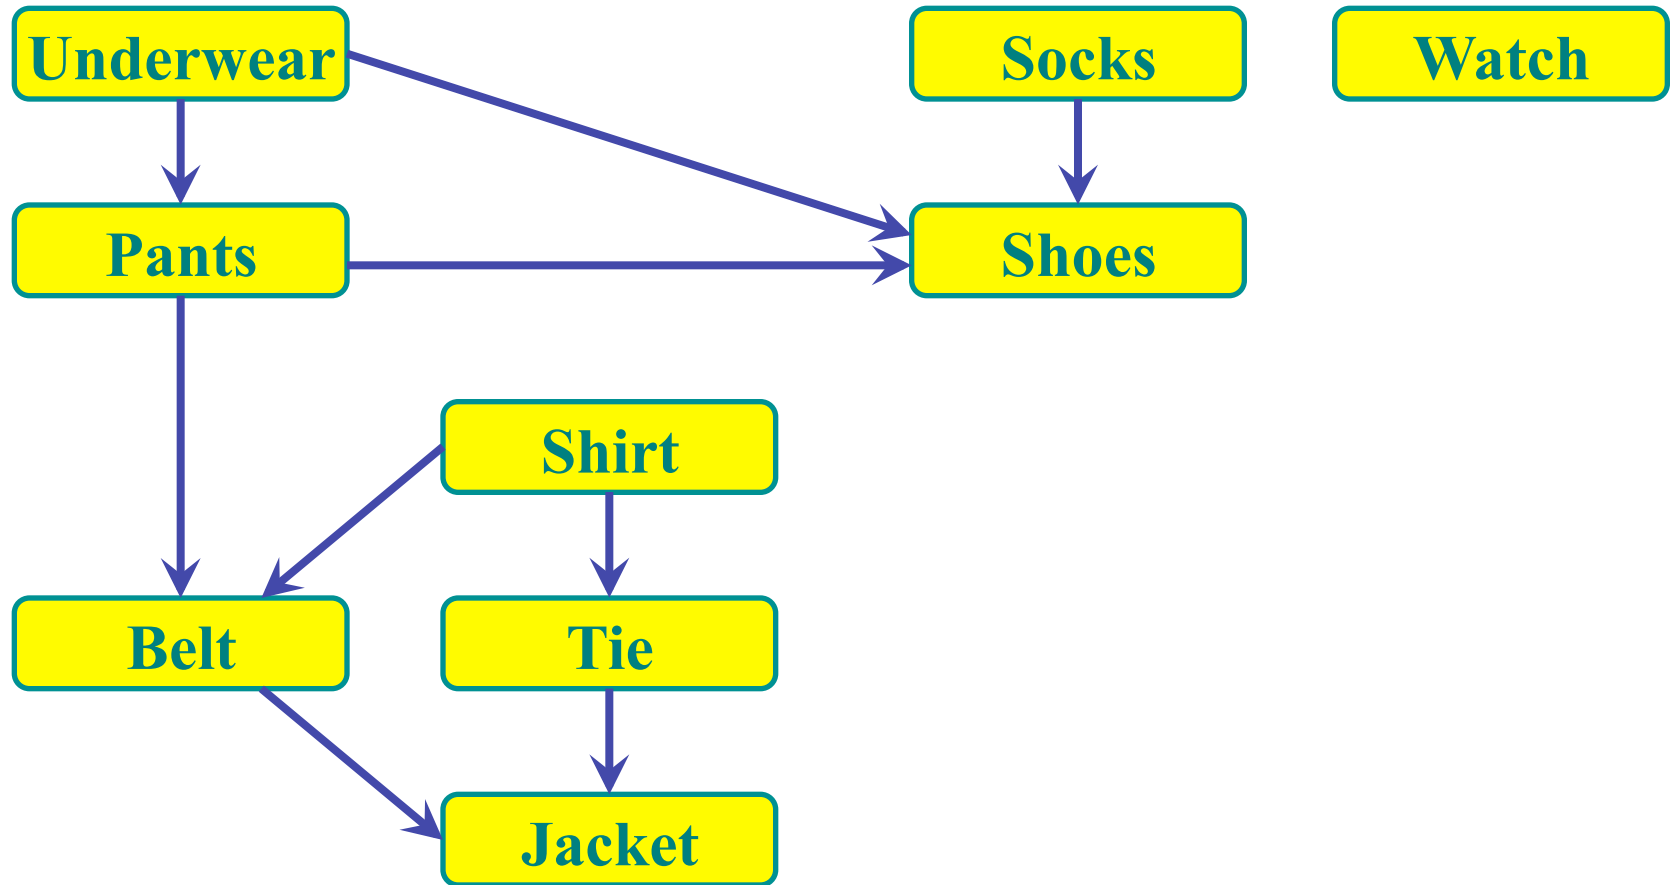 Underwear
Socks
Watch
Pants
Shoes
Shirt
Belt
Tie
Jacket